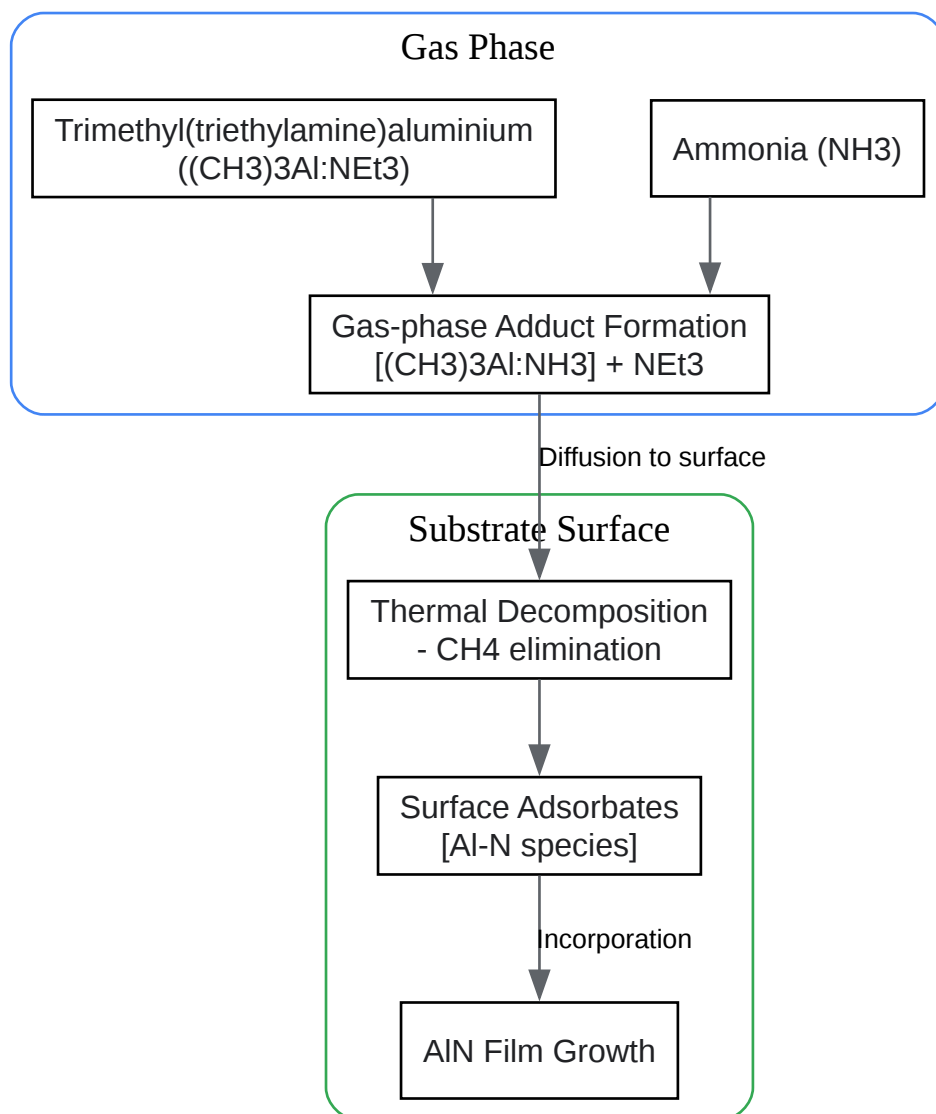 Gas Phase
Trimethyl(triethylamine)aluminium
((CH3)3Al:NEt3)
Ammonia (NH3)
Gas-phase Adduct Formation
[(CH3)3Al:NH3] + NEt3
Diffusion to surface
Substrate Surface
Thermal Decomposition
- CH4 elimination
Surface Adsorbates
[Al-N species]
Incorporation
AlN Film Growth